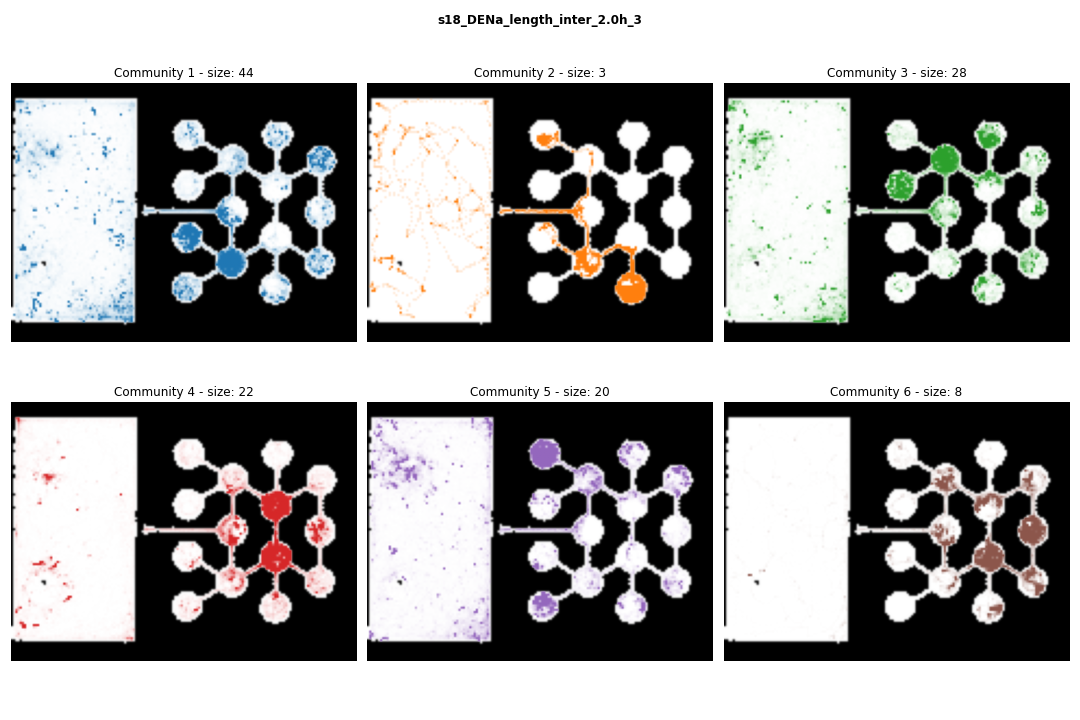 s18_DENa_length_inter_2.0h_3
Community 1 - size: 44
Community 2 - size: 3
Community 3 - size: 28
Community 4 - size: 22
Community 5 - size: 20
Community 6 - size: 8